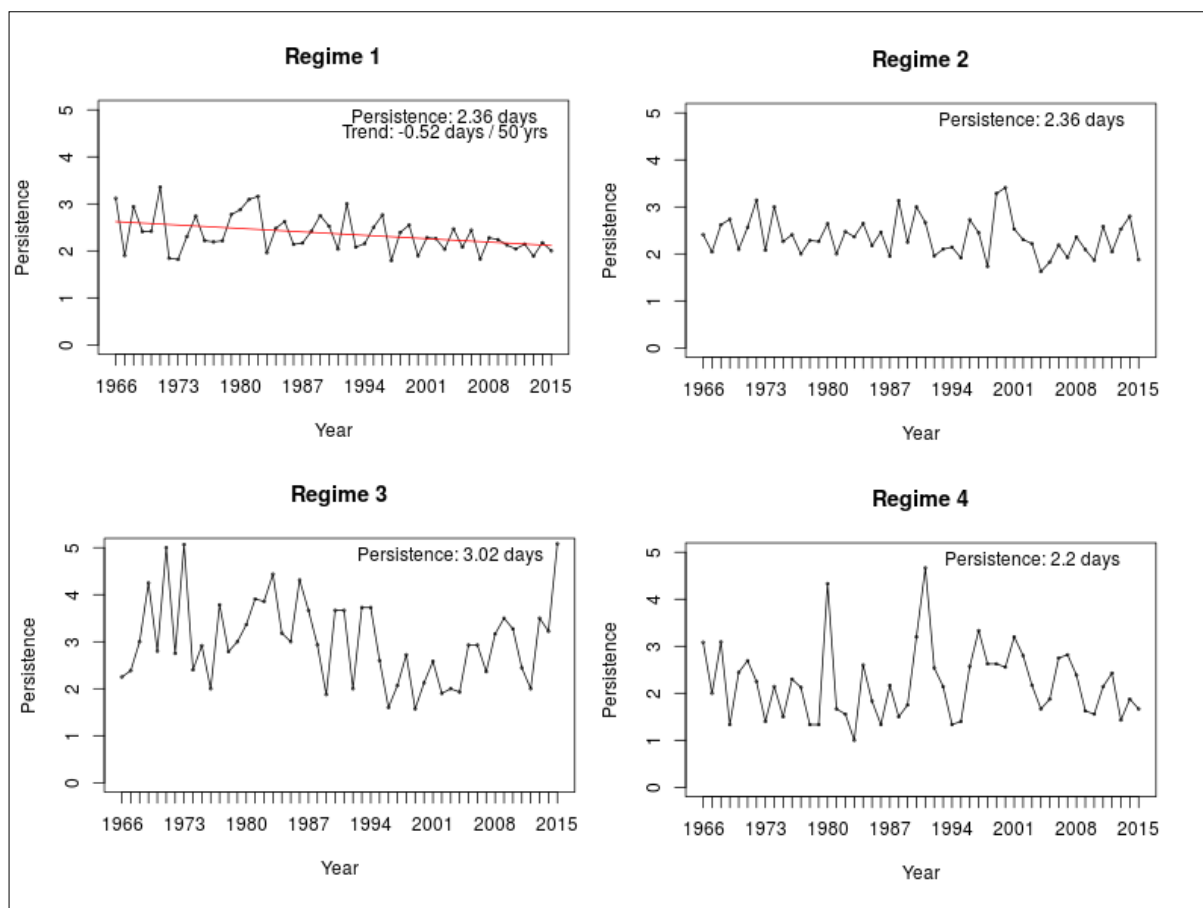 Regime 1
Persistence: 2.36 days
Trend: -0.52 days / 50 yrs
Persistence
5
4
3
2
1
0
1966 1973 1980 1987 1994 2001 2008 2015
Year
Regime 2
Persistence: 2.36 days
Persistence
5
4
3
2
1
0
1966 1973 1980 1987 1994 2001 2008 2015
Year
Regime 3
Persistence: 3.02 days
Persistence
5
4
3
2
1
0
1966 1973 1980 1987 1994 2001 2008 2015
Year
Regime 4
Persistence: 2.2 days
Persistence
5
4
3
2
1
0
1966 1973 1980 1987 1994 2001 2008 2015
Year